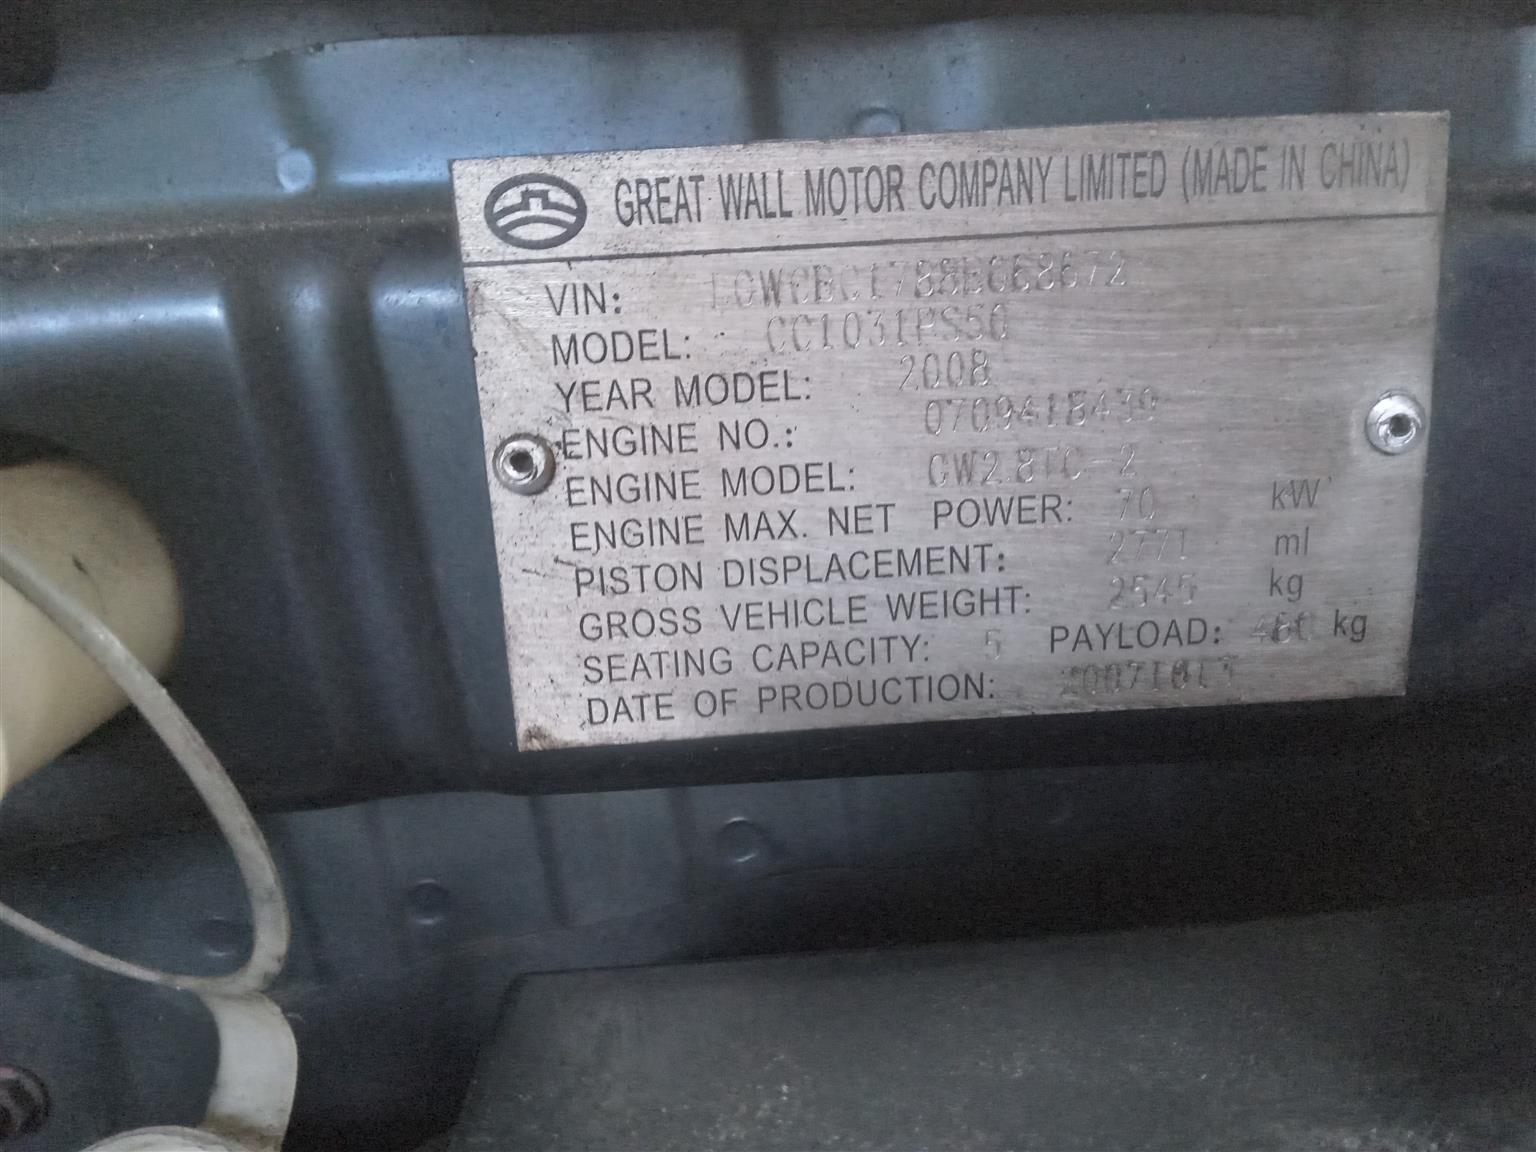 GREAT WALL MOTOR COMPANY LIMITED (MADE IN CHINA)
VIN:
MODEL: CC1031PS50
YEAR MODEL: 2008
ENGINE NO.:
ENGINE MODEL: GW2.8TC-2
ENGINE MAX. NET POWER: 70 kW
PISTON DISPLACEMENT: 2771 ml
GROSS VEHICLE WEIGHT: 2545 kg
SEATING CAPACITY: 5 PAYLOAD: kg
DATE OF PRODUCTION: